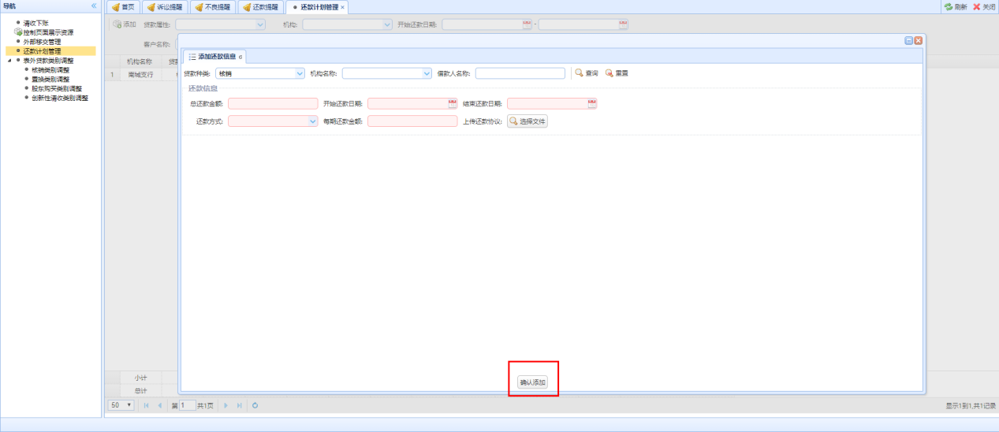 导航
首页 诉讼提醒 不良提醒 还款提醒 还款计划管理 刷新 关闭
清收下账
控制页面展示资源
外部移交管理
还款计划管理
表外贷款类别调整
核销类别调整
置换类别调整
股东购买类别调整
创新性清收类别调整
添加 贷款属性: 机构: 开始还款日期: -
客户名称:
机构名称
1 南城支行
添加还款信息
贷款种类: 核销 机构名称: 借款人名称: 查询 重置
还款信息
总还款金额: 开始还款日期: 结束还款日期:
还款方式: 每期还款金额: 上传还款协议: 选择文件
确认添加
小计
总计
50 第 1 共1页 显示1到1,共1记录